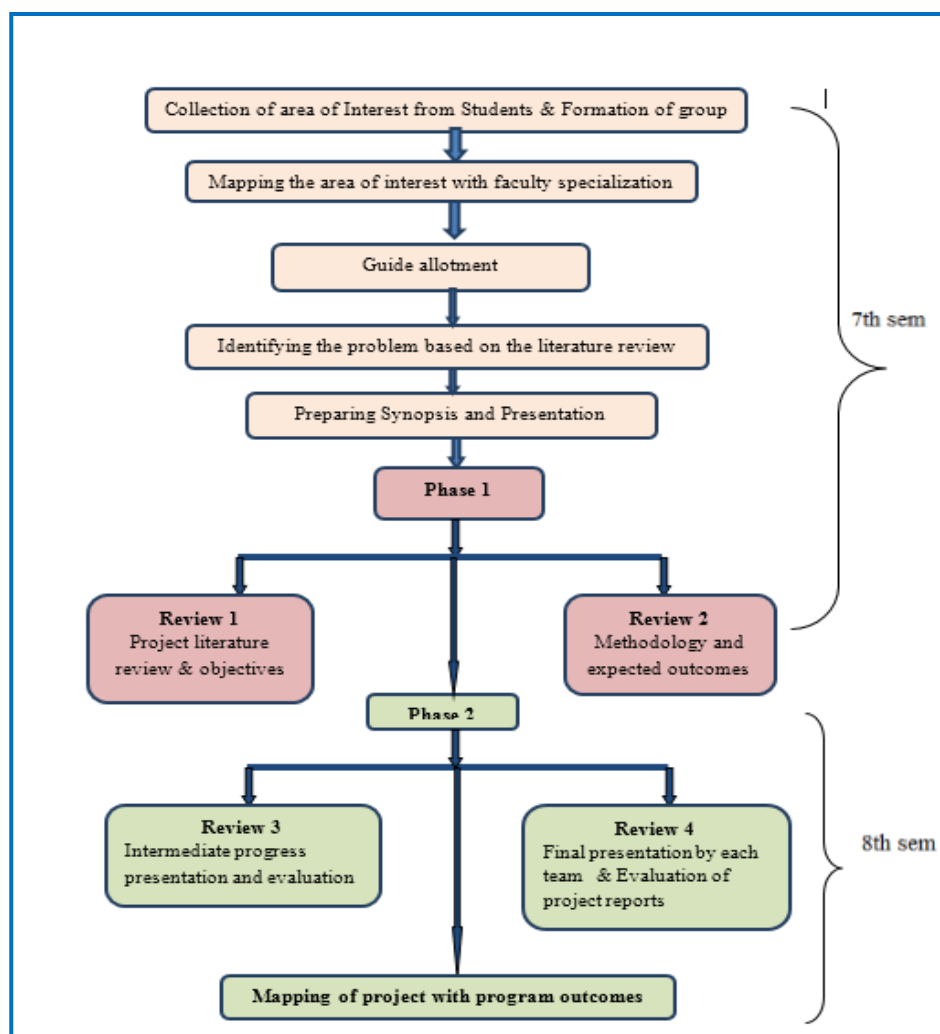 Collection of area of Interest from Students & Formation of group
Mapping the area of interest with faculty specialization
Guide allotment
Identifying the problem based on the literature review
7th sem
Preparing Synopsis and Presentation
Phase 1
Review 1
Project literature
review & objectives
Review 2
Methodology and
expected outcomes
Phase 2
Review 3
Intermediate progress
presentation and evaluation
Review 4
Final presentation by each
team & Evaluation of
project reports
8th sem
Mapping of project with program outcomes